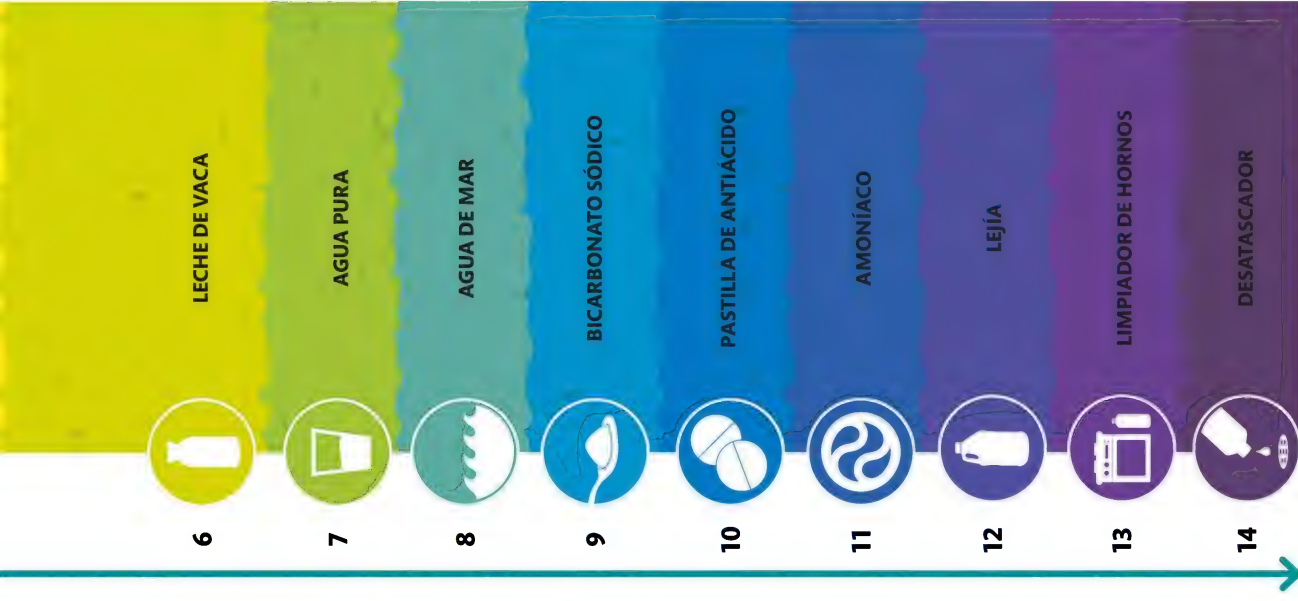 LECHE DE VACA
6
AGUA PURA
7
AGUA DE MAR
8
BICARBONATO SÓDICO
9
PASTILLA DE ANTIÁCIDO
10
AMONÍACO
11
LEJÍA
12
LIMPIADOR DE HORNOS
13
DESATASCADOR
14